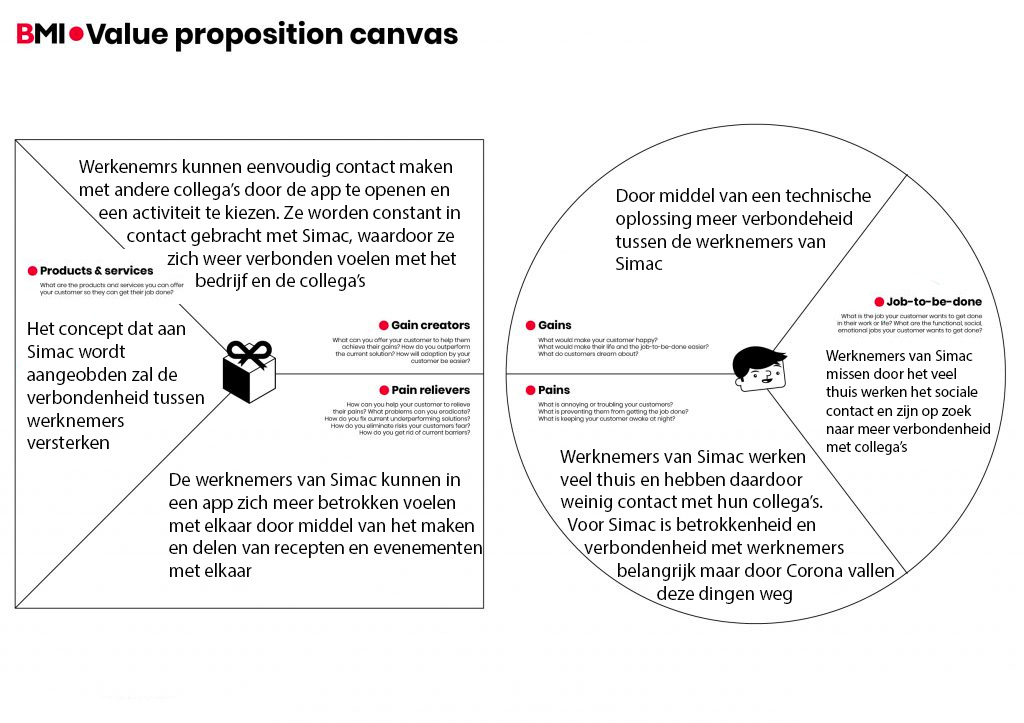 BMI Value proposition canvas
Werkenemrs kunnen eenvoudig contact maken
met andere collega's door de app te openen en
een activiteit te kiezen. Ze worden constant in
contact gebracht met Simac, waardoor ze
zich weer verbonden voelen met het
bedrijf en de collega's
Products & services
What are the products and services you can offer
your customer so they can get their job done?
Het concept dat aan
Simac wordt
aangeobden zal de
verbondenheid tussen
werknemers
versterken
Gain creators
What can you offer your customer to help them
achieve their gains? How do you outperform
the current solution? How will adoption by your
customer be easier?
Pain relievers
How can you help your customer to relieve
their pains? What problems can you eradicate?
How do you fix current underperforming solutions?
How do you eliminate risks your customers fear?
How do you get rid of current barriers?
De werknemers van Simac kunnen in
een app zich meer betrokken voelen
met elkaar door middel van het maken
en delen van recepten en evenementen
met elkaar
Door middel van een technische
oplossing meer verbondeheid
tussen de werknemers van
Simac
Gains
What would make your customer happy?
What would make their life and the job-to-be-done easier?
What do customers dream about?
Pains
What is annoying or troubling your customers?
What is preventing them from getting the job done?
What is keeping your customer awake at night?
Werknemers van Simac werken
veel thuis en hebben daardoor
weinig contact met hun collega's.
Voor Simac is betrokkenheid en
verbondenheid met werknemers
belangrijk maar door Corona vallen
deze dingen weg
Job-to-be-done
What is the job your customer wants to get done
in their work or life? What are the functional, social,
emotional jobs your customer wants to get done?
Werknemers van Simac
missen door het veel
thuis werken het sociale
contact en zijn op zoek
naar meer verbondenheid
met collega's